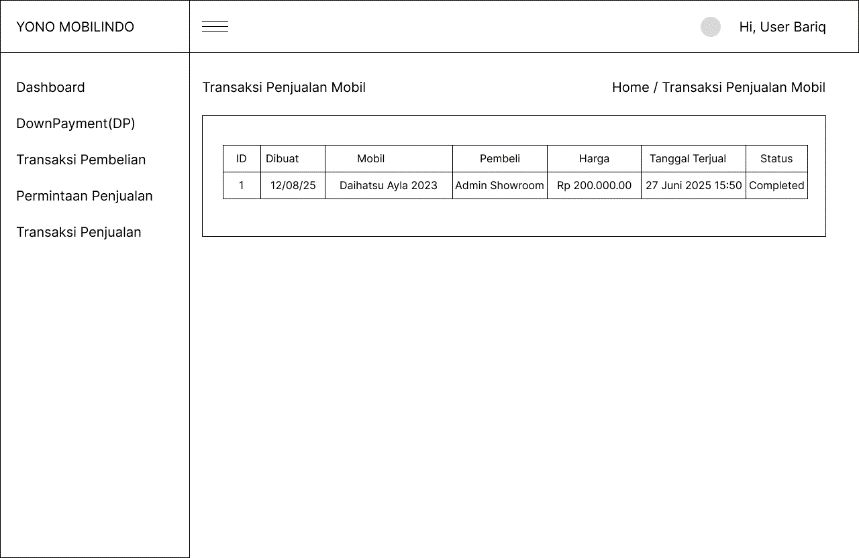 YONO MOBILINDO
Hi, User Bariq
Dashboard
DownPayment(DP)
Transaksi Pembelian
Permintaan Penjualan
Transaksi Penjualan
Transaksi Penjualan Mobil
Home / Transaksi Penjualan Mobil
ID Dibuat Mobil Pembeli Harga Tanggal Terjual Status
1 12/08/25 Daihatsu Ayla 2023 Admin Showroom Rp 200.000.00 27 Juni 2025 15:50 Completed